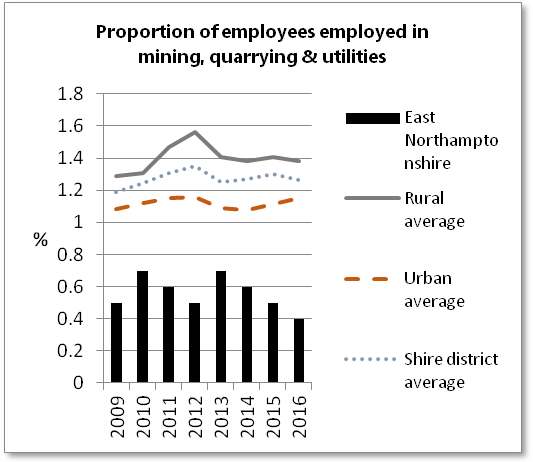 Proportion of employees employed in
mining, quarrying & utilities
1.8
1.6
1.4
1.2
1
0.8
0.6
0.4
0.2
0
%
2009
2010
2011
2012
2013
2014
2015
2016
East
Northampto
nshire
Rural
average
Urban
average
Shire district
average